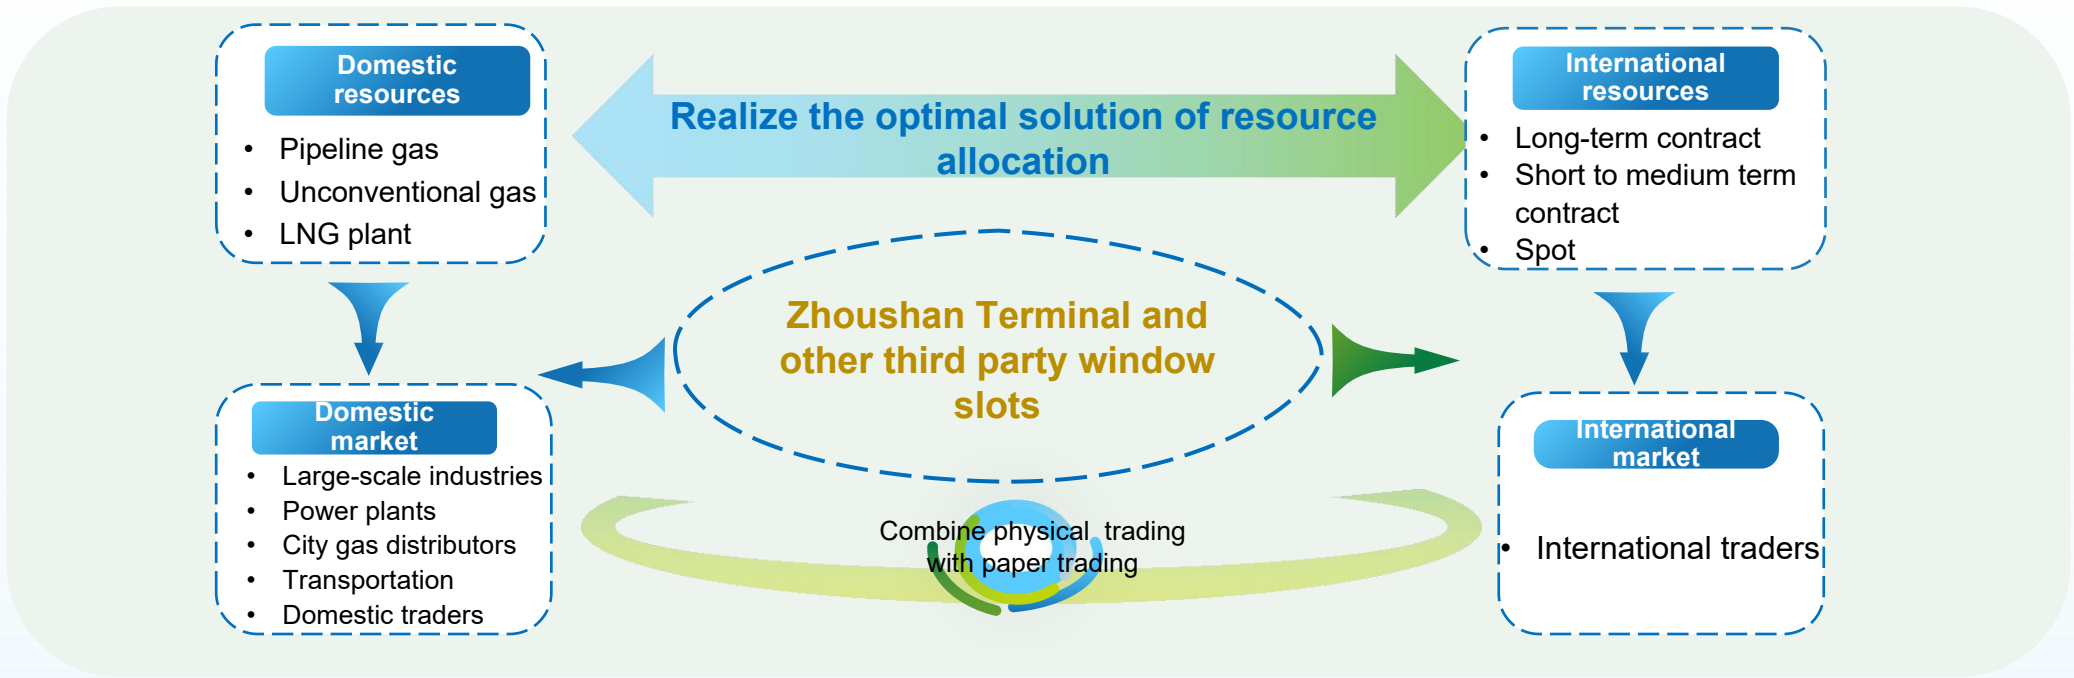 Domestic
resources
• Pipeline gas
• Unconventional gas
• LNG plant
Realize the optimal solution of resource
allocation
International
resources
• Long-term contract
• Short to medium term
contract
• Spot
Zhoushan Terminal and
other third party window
slots
Domestic
market
• Large-scale industries
• Power plants
• City gas distributors
• Transportation
• Domestic traders
Combine physical trading
with paper trading
International
market
• International traders